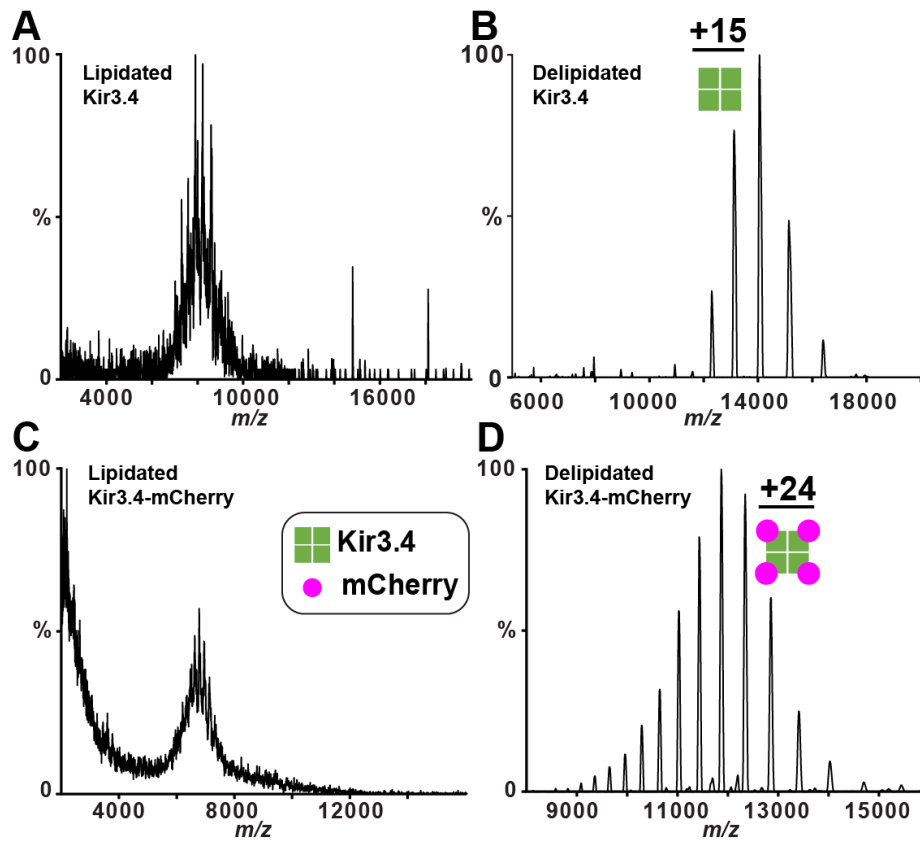 A
100
Lipidated
Kir3.4
%
0
4000
10000
16000
m/z
B
+15
100
Delipidated
Kir3.4
%
0
6000
10000
14000
18000
m/z
C
100
Lipidated
Kir3.4-mCherry
Kir3.4
mCherry
%
0
4000
8000
12000
m/z
D
100
Delipidated
Kir3.4-mCherry
+24
%
0
9000
11000
13000
15000
m/z